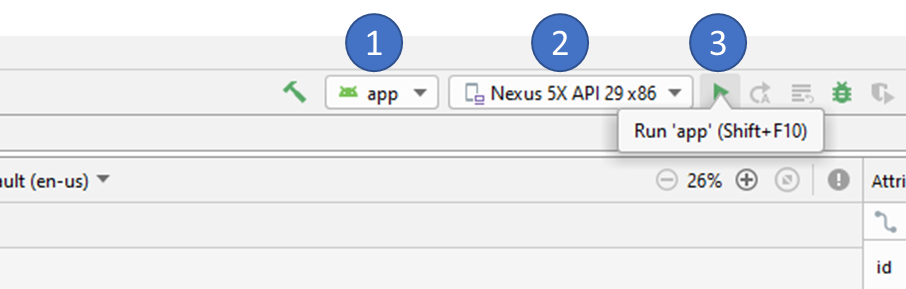 1 2 3
app Nexus 5X API 29 x86
Run 'app' (Shift+F10)
ult (en-us) 26% Attri
id